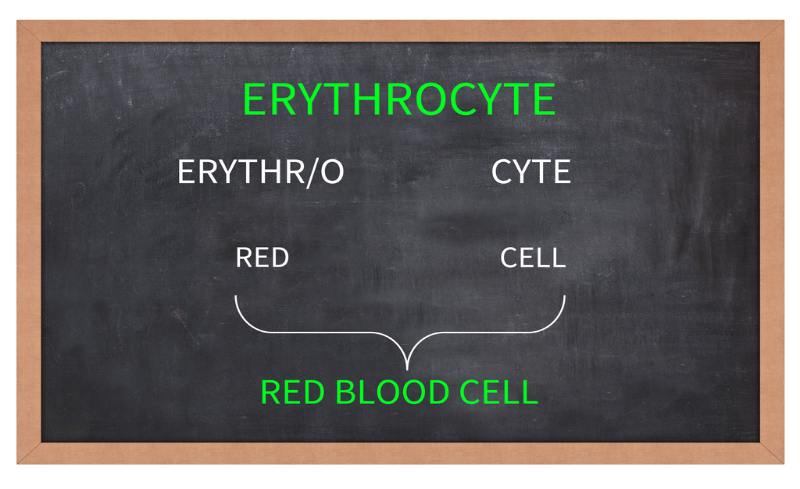 ERYTHROCYTE
ERYTHR/O CYTE
RED CELL
RED BLOOD CELL